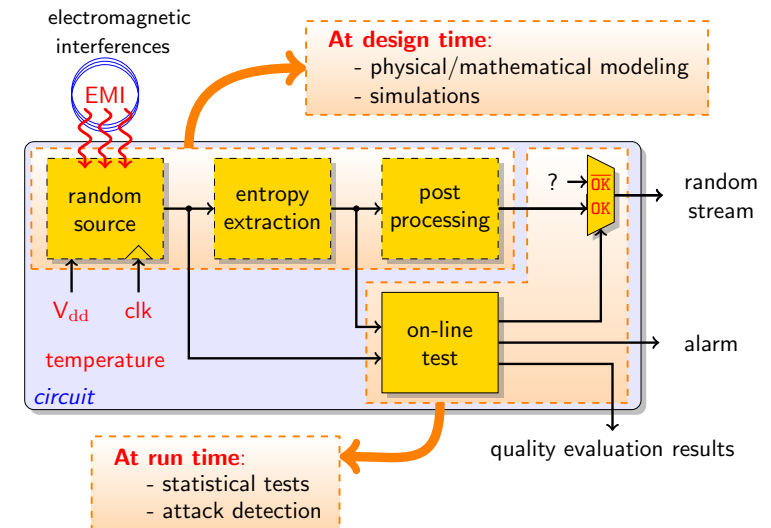 electromagnetic
interferences
EMI
At design time:
- physical/mathematical modeling
- simulations
random
source
entropy
extraction
post
processing
?
OK
OK
random
stream
Vdd
clk
temperature
circuit
on-line
test
alarm
quality evaluation results
At run time:
- statistical tests
- attack detection